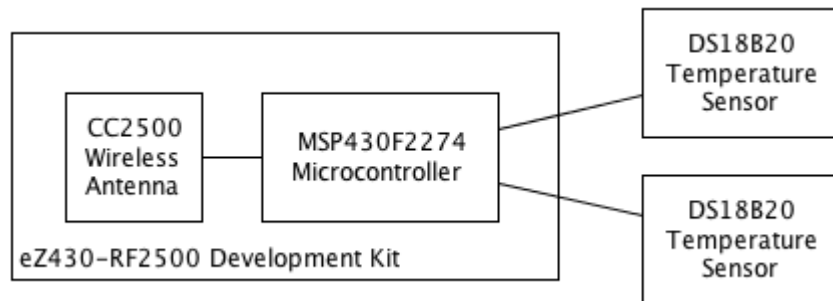 CC2500
Wireless
Antenna
MSP430F2274
Microcontroller
eZ430-RF2500 Development Kit
DS18B20
Temperature
Sensor
DS18B20
Temperature
Sensor